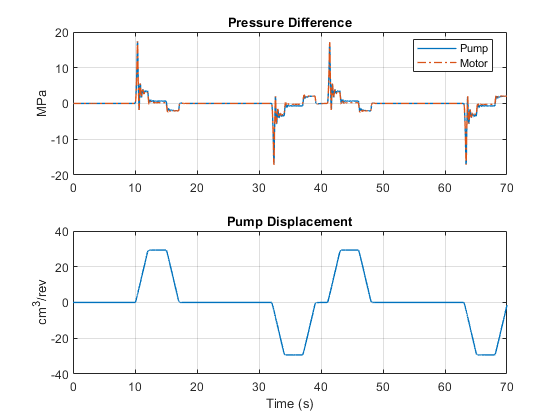 Pressure Difference
20
10
0
-10
-20
MPa
Pump
Motor
0 10 20 30 40 50 60 70
Pump Displacement
40
20
0
-20
-40
cm³/rev
0 10 20 30 40 50 60 70
Time (s)